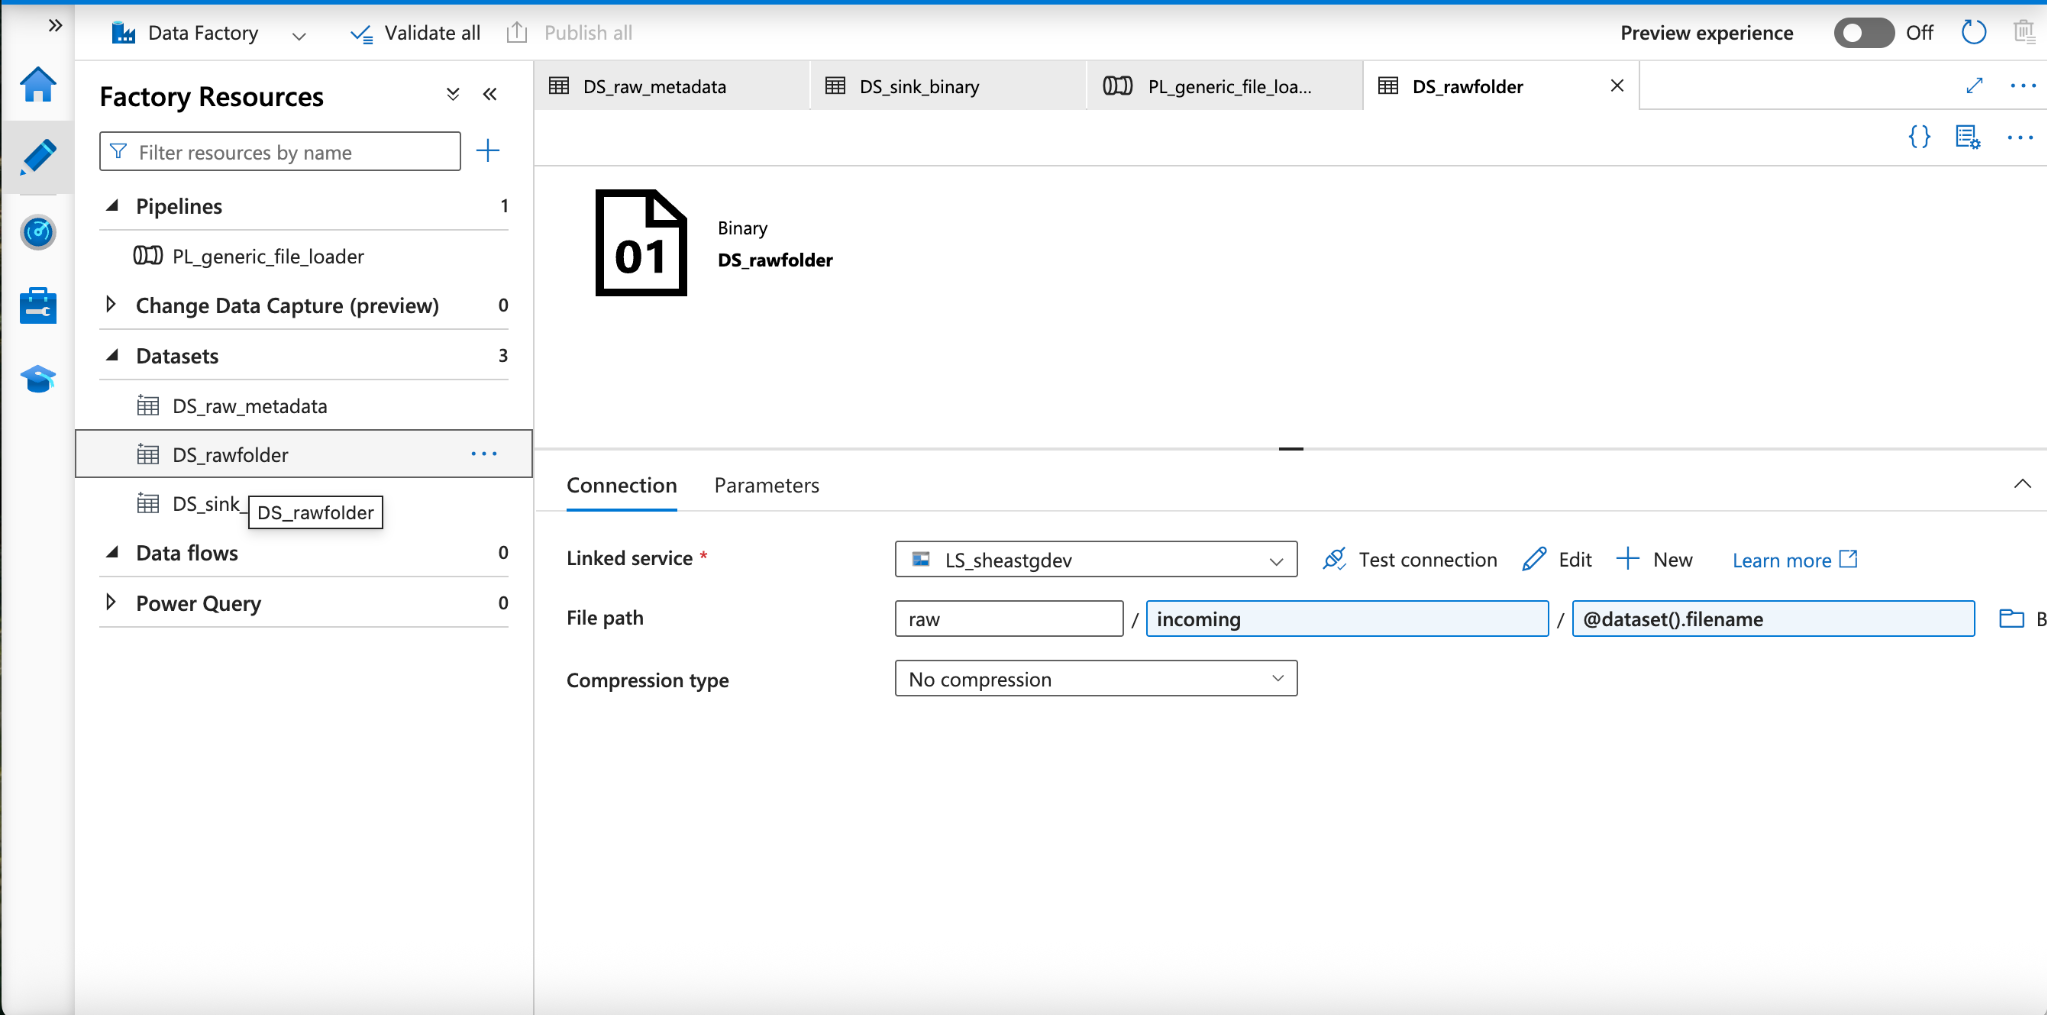 Data Factory
Validate all
Publish all
Preview experience
Off
Factory Resources
Filter resources by name
Pipelines 1
PL_generic_file_loader
Change Data Capture (preview) 0
Datasets 3
DS_raw_metadata
DS_rawfolder
DS_sink_
DS_rawfolder
Data flows 0
Power Query 0
DS_raw_metadata
DS_sink_binary
PL_generic_file_loa...
DS_rawfolder
{}
01
Binary
DS_rawfolder
Connection
Parameters
Linked service *
LS_sheastgdev
Test connection
Edit
New
Learn more
File path
raw / incoming / @dataset().filename
B
Compression type
No compression